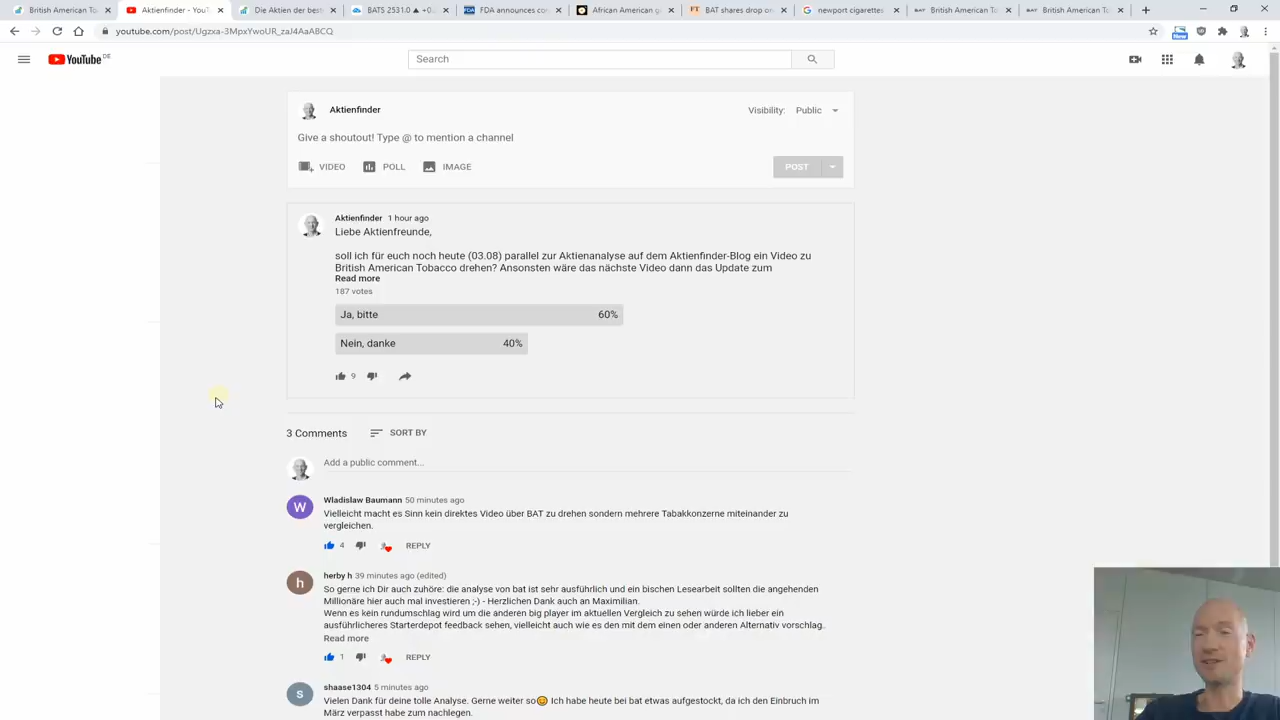 British American To
Aktienfinder - YouT
Die Aktien der best
BATS 2531.0 ▲ +0.
FDA announces con
African American g
BAT shares drop on
newport cigarettes
British American To
British American To
youtube.com/post/Ugzxa-3MpxYwoUR_zaJ4AaABCQ
New
YouTube DE
Search
Aktienfinder
Visibility: Public
Give a shoutout! Type @ to mention a channel
VIDEO POLL IMAGE
POST
Aktienfinder 1 hour ago
Liebe Aktienfreunde,
soll ich für euch noch heute (03.08) parallel zur Aktienanalyse auf dem Aktienfinder-Blog ein Video zu
British American Tobacco drehen? Ansonsten wäre das nächste Video dann das Update zum
Read more
187 votes
Ja, bitte 60%
Nein, danke 40%
9
3 Comments SORT BY
Add a public comment...
W
Wladislaw Baumann 50 minutes ago
Vielleicht macht es Sinn kein direktes Video über BAT zu drehen sondern mehrere Tabakkonzerne miteinander zu
vergleichen.
4 REPLY
h
herby h 39 minutes ago (edited)
So gerne ich Dir auch zuhöre: die analyse von bat ist sehr ausführlich und ein bischen Lesearbeit sollten die angehenden
Millionäre hier auch mal investieren ;-) - Herzlichen Dank auch an Maximilian.
Wenn es kein rundumschlag wird um die anderen big player im aktuellen Vergleich zu sehen würde ich lieber ein
ausführlicheres Starterdepot feedback sehen, vielleicht auch wie es den mit dem einen oder anderen Alternativ vorschlag..
Read more
1 REPLY
s
shaase1304 5 minutes ago
Vielen Dank für deine tolle Analyse. Gerne weiter so😊 Ich habe heute bei bat etwas aufgestockt, da ich den Einbruch im
März verpasst habe zum nachlegen.